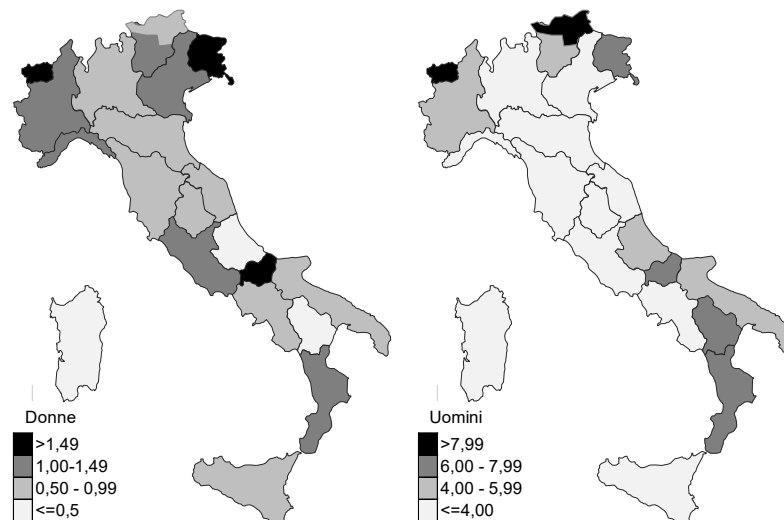 Donne
>1,49
1,00-1,49
0,50 - 0,99
<=0,5
Uomini
>7,99
6,00 - 7,99
4,00 - 5,99
<=4,00